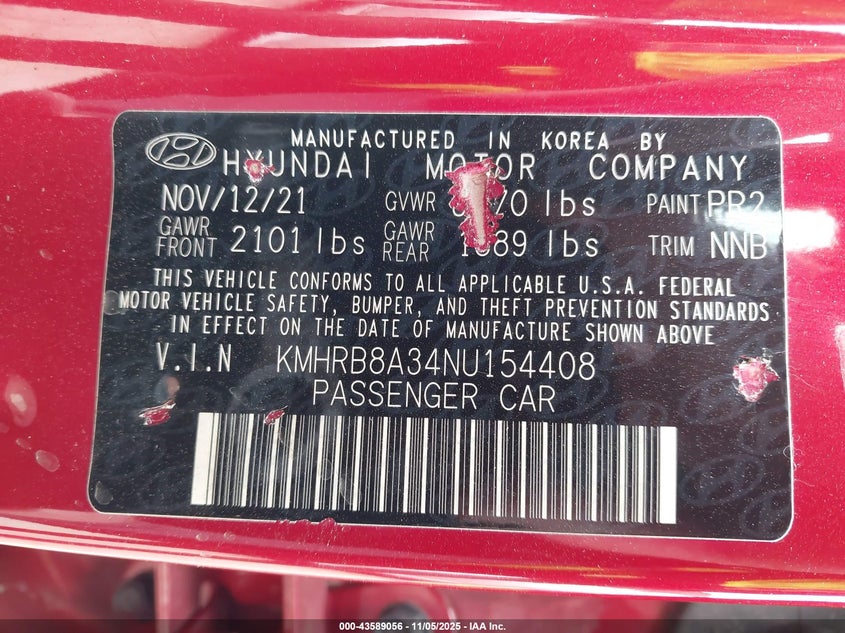 MANUFACTURED IN KOREA BY
HYUNDAI MOTOR COMPANY
NOV/12/21 GVWR lbs PAINT PR2
GAWR FRONT 2101 lbs GAWR REAR lbs TRIM NNB
THIS VEHICLE CONFORMS TO ALL APPLICABLE U.S.A. FEDERAL
MOTOR VEHICLE SAFETY, BUMPER, AND THEFT PREVENTION STANDARDS
IN EFFECT ON THE DATE OF MANUFACTURE SHOWN ABOVE
V.I.N KMHRB8A34NU154408
PASSENGER CAR
000-43589056 - 11/05/2025 - IAA Inc.